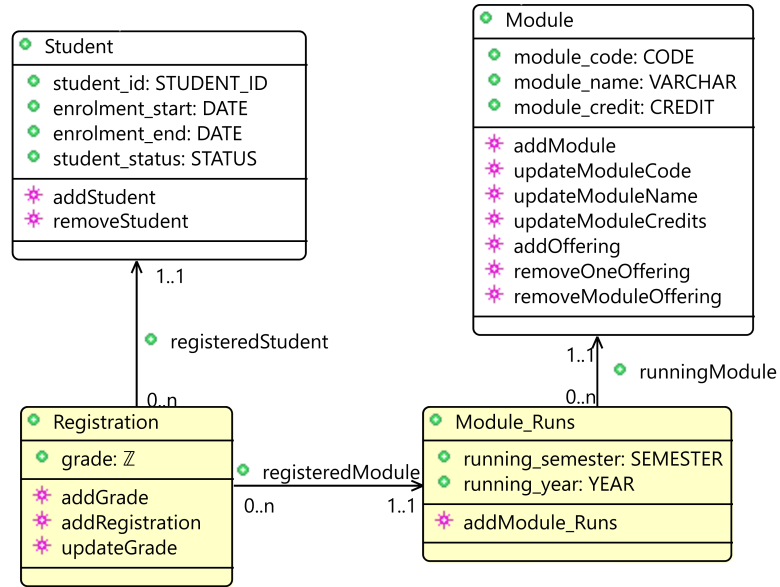 Student
student_id: STUDENT_ID
enrolment_start: DATE
enrolment_end: DATE
student_status: STATUS
addStudent
removeStudent
Module
module_code: CODE
module_name: VARCHAR
module_credit: CREDIT
addModule
updateModuleCode
updateModuleName
updateModuleCredits
addOffering
removeOneOffering
removeModuleOffering
1..1
registeredStudent
0..n
1..1
runningModule
0..n
Registration
grade: ℤ
addGrade
addRegistration
updateGrade
registeredModule
0..n
1..1
Module_Runs
running_semester: SEMESTER
running_year: YEAR
addModule_Runs